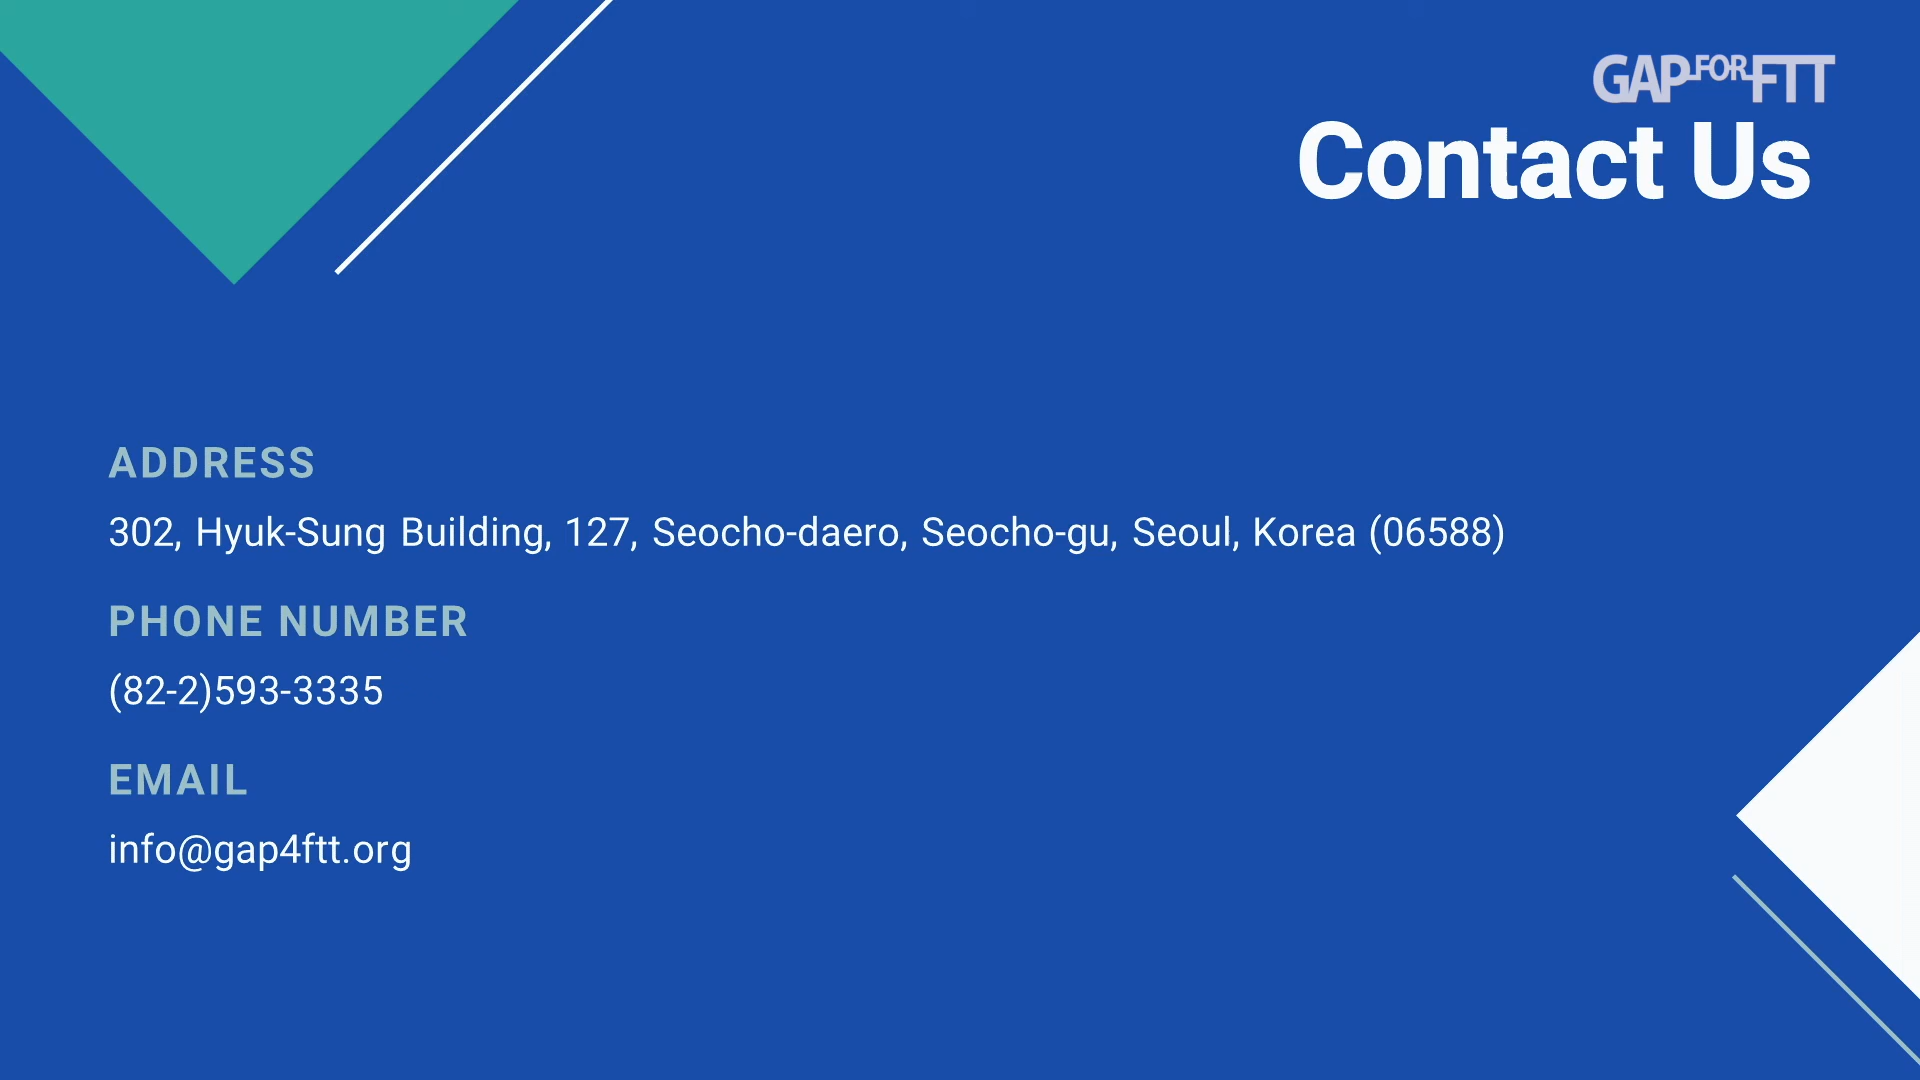 GAP FOR FTT
Contact Us
ADDRESS
302, Hyuk-Sung Building, 127, Seocho-daero, Seocho-gu, Seoul, Korea (06588)
PHONE NUMBER
(82-2)593-3335
EMAIL
info@gap4ftt.org